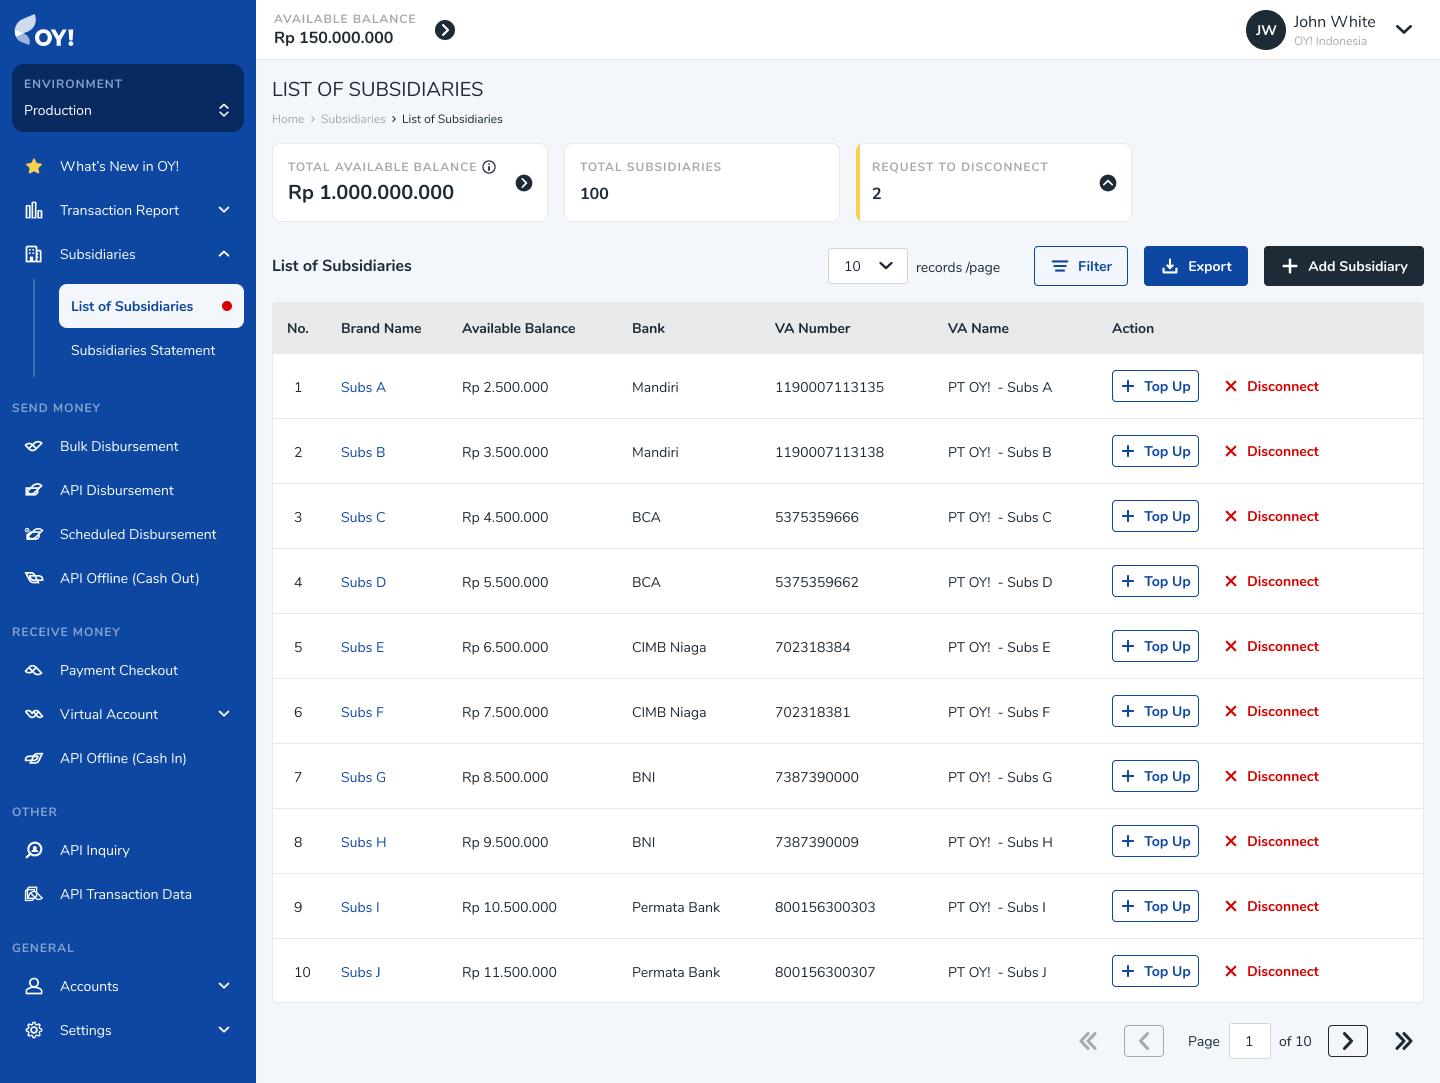 OY!
ENVIRONMENT
Production
What's New in OY!
Transaction Report
Subsidiaries
List of Subsidiaries
Subsidiaries Statement
SEND MONEY
Bulk Disbursement
API Disbursement
Scheduled Disbursement
API Offline (Cash Out)
RECEIVE MONEY
Payment Checkout
Virtual Account
API Offline (Cash In)
OTHER
API Inquiry
API Transaction Data
GENERAL
Accounts
Settings
AVAILABLE BALANCE
Rp 150.000.000
JW
John White
OY! Indonesia
LIST OF SUBSIDIARIES
Home > Subsidiaries > List of Subsidiaries
TOTAL AVAILABLE BALANCE
Rp 1.000.000.000
TOTAL SUBSIDIARIES
100
REQUEST TO DISCONNECT
2
List of Subsidiaries
10 records /page
Filter
Export
Add Subsidiary
No. Brand Name Available Balance Bank VA Number VA Name Action
1 Subs A Rp 2.500.000 Mandiri 1190007113135 PT OY! - Subs A Top Up Disconnect
2 Subs B Rp 3.500.000 Mandiri 1190007113138 PT OY! - Subs B Top Up Disconnect
3 Subs C Rp 4.500.000 BCA 5375359666 PT OY! - Subs C Top Up Disconnect
4 Subs D Rp 5.500.000 BCA 5375359662 PT OY! - Subs D Top Up Disconnect
5 Subs E Rp 6.500.000 CIMB Niaga 702318384 PT OY! - Subs E Top Up Disconnect
6 Subs F Rp 7.500.000 CIMB Niaga 702318381 PT OY! - Subs F Top Up Disconnect
7 Subs G Rp 8.500.000 BNI 7387390000 PT OY! - Subs G Top Up Disconnect
8 Subs H Rp 9.500.000 BNI 7387390009 PT OY! - Subs H Top Up Disconnect
9 Subs I Rp 10.500.000 Permata Bank 800156300303 PT OY! - Subs I Top Up Disconnect
10 Subs J Rp 11.500.000 Permata Bank 800156300307 PT OY! - Subs J Top Up Disconnect
Page 1 of 10